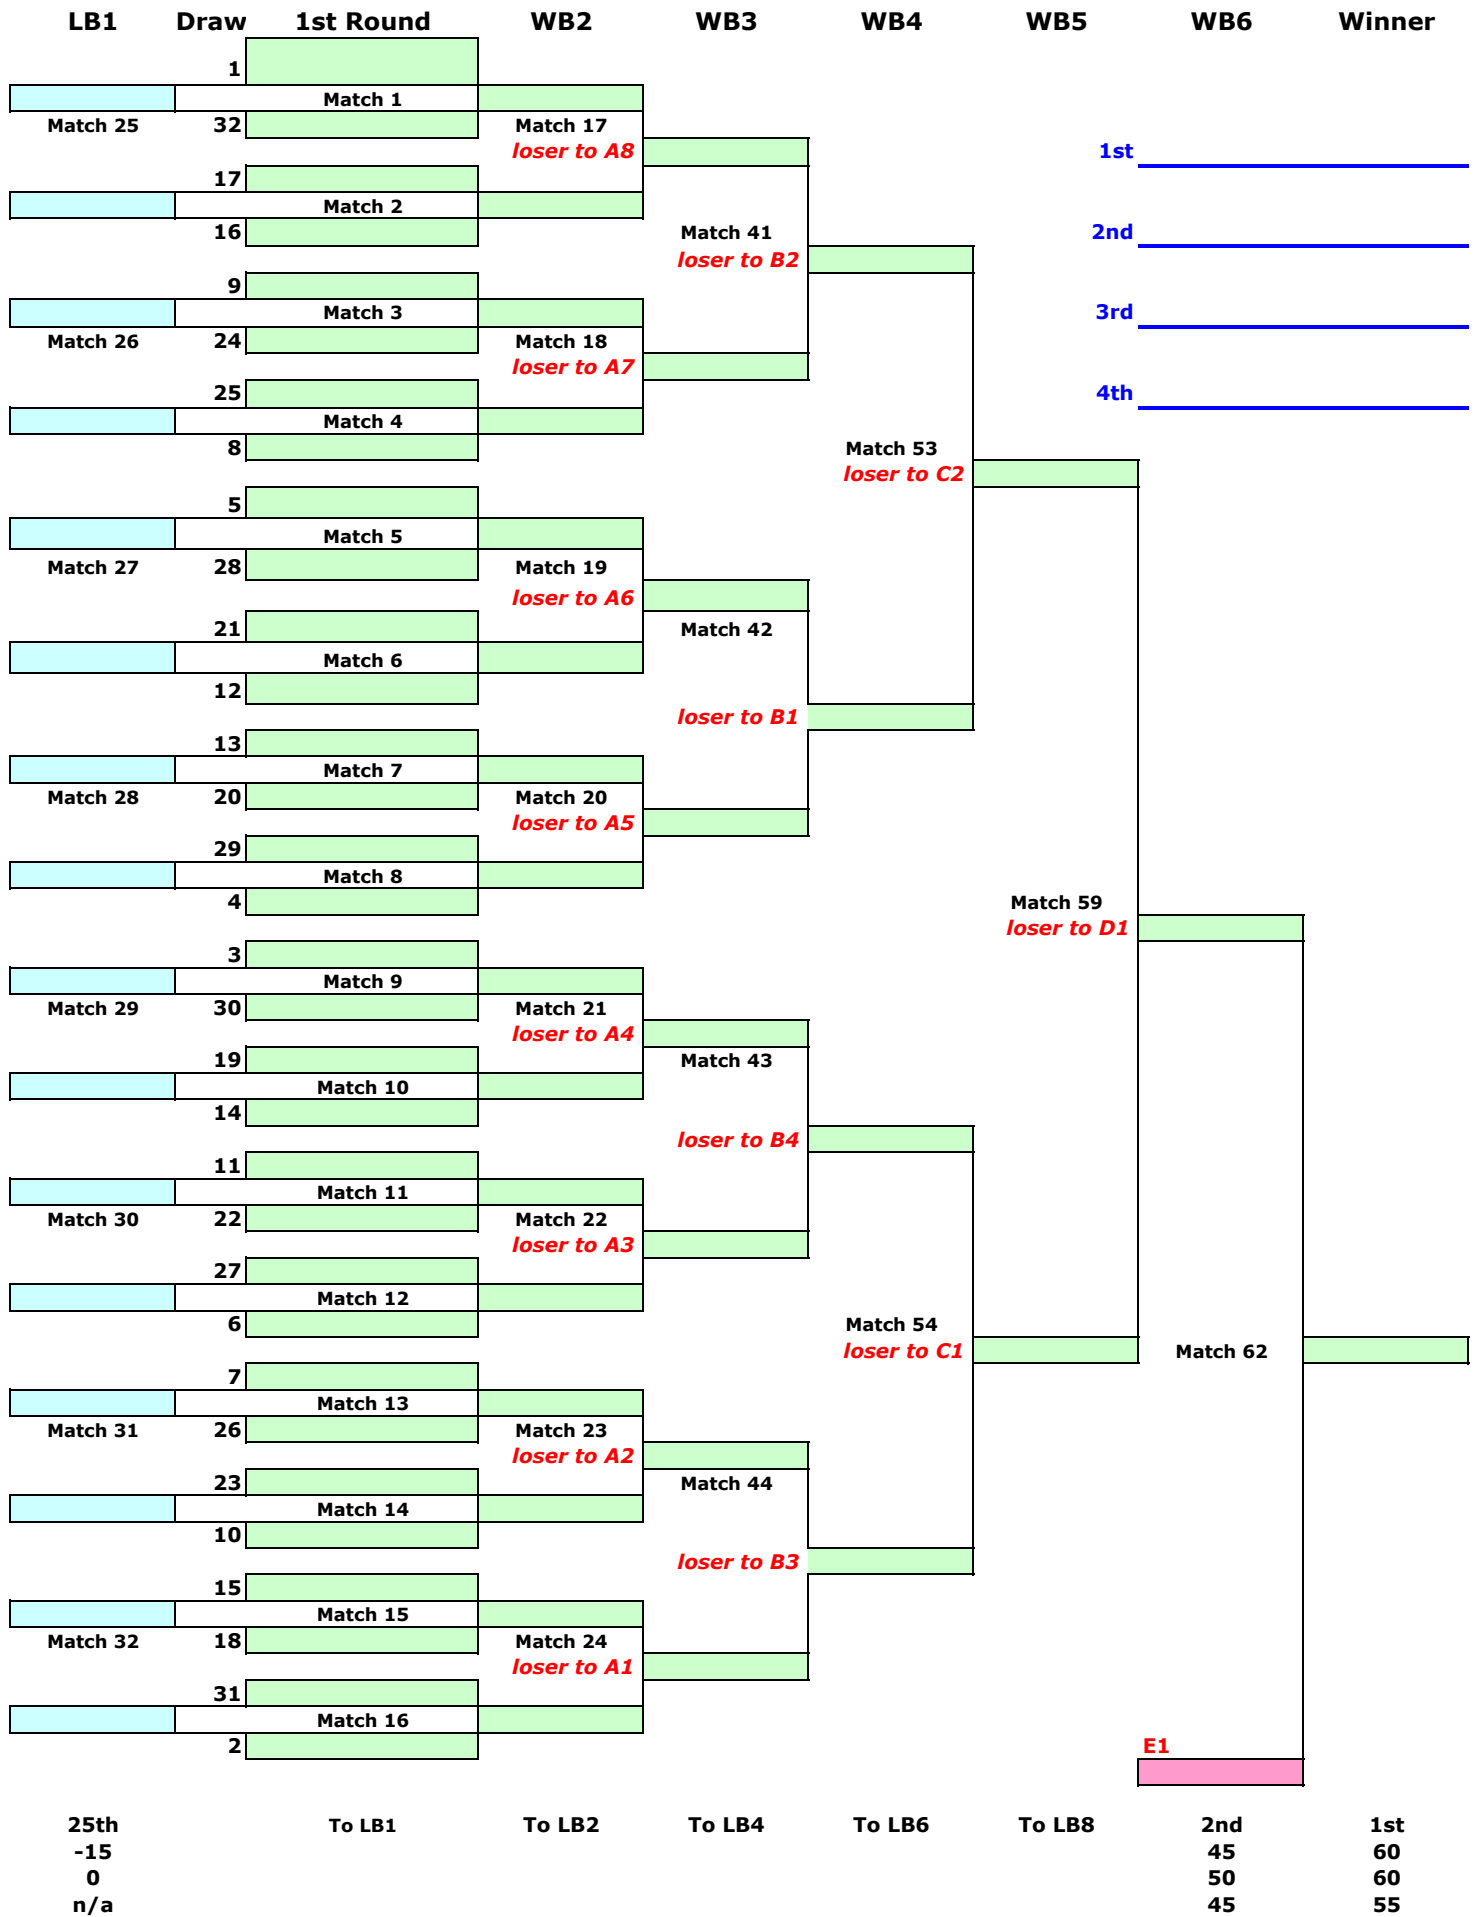 LB1 Draw 1st Round WB2 WB3 WB4 WB5 WB6 Winner
1
Match 1
Match 25 32 Match 17
loser to A8 1st
17
Match 2
16 Match 41 2nd
loser to B2
9
Match 3 3rd
Match 26 24 Match 18
loser to A7
25 4th
Match 4
8 Match 53
loser to C2
5
Match 5
Match 27 28 Match 19
loser to A6
21 Match 42
Match 6
12
loser to B1
13
Match 7
Match 28 20 Match 20
loser to A5
29
Match 8
4 Match 59
loser to D1
3
Match 9
Match 29 30 Match 21
loser to A4
19 Match 43
Match 10
14
loser to B4
11
Match 11
Match 30 22 Match 22
loser to A3
27
Match 12
6 Match 54
loser to C1 Match 62
7
Match 13
Match 31 26 Match 23
loser to A2
23 Match 44
Match 14
10
loser to B3
15
Match 15
Match 32 18 Match 24
loser to A1
31
Match 16
2 E1
25th To LB1 To LB2 To LB4 To LB6 To LB8 2nd 1st
-15 45 60
0 50 60
n/a 45 55